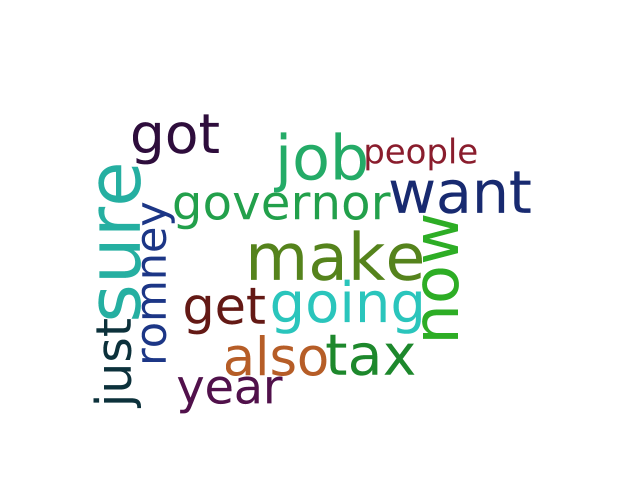 got
job
people
sure
governor
want
romney
make
now
get
going
just
also
tax
year